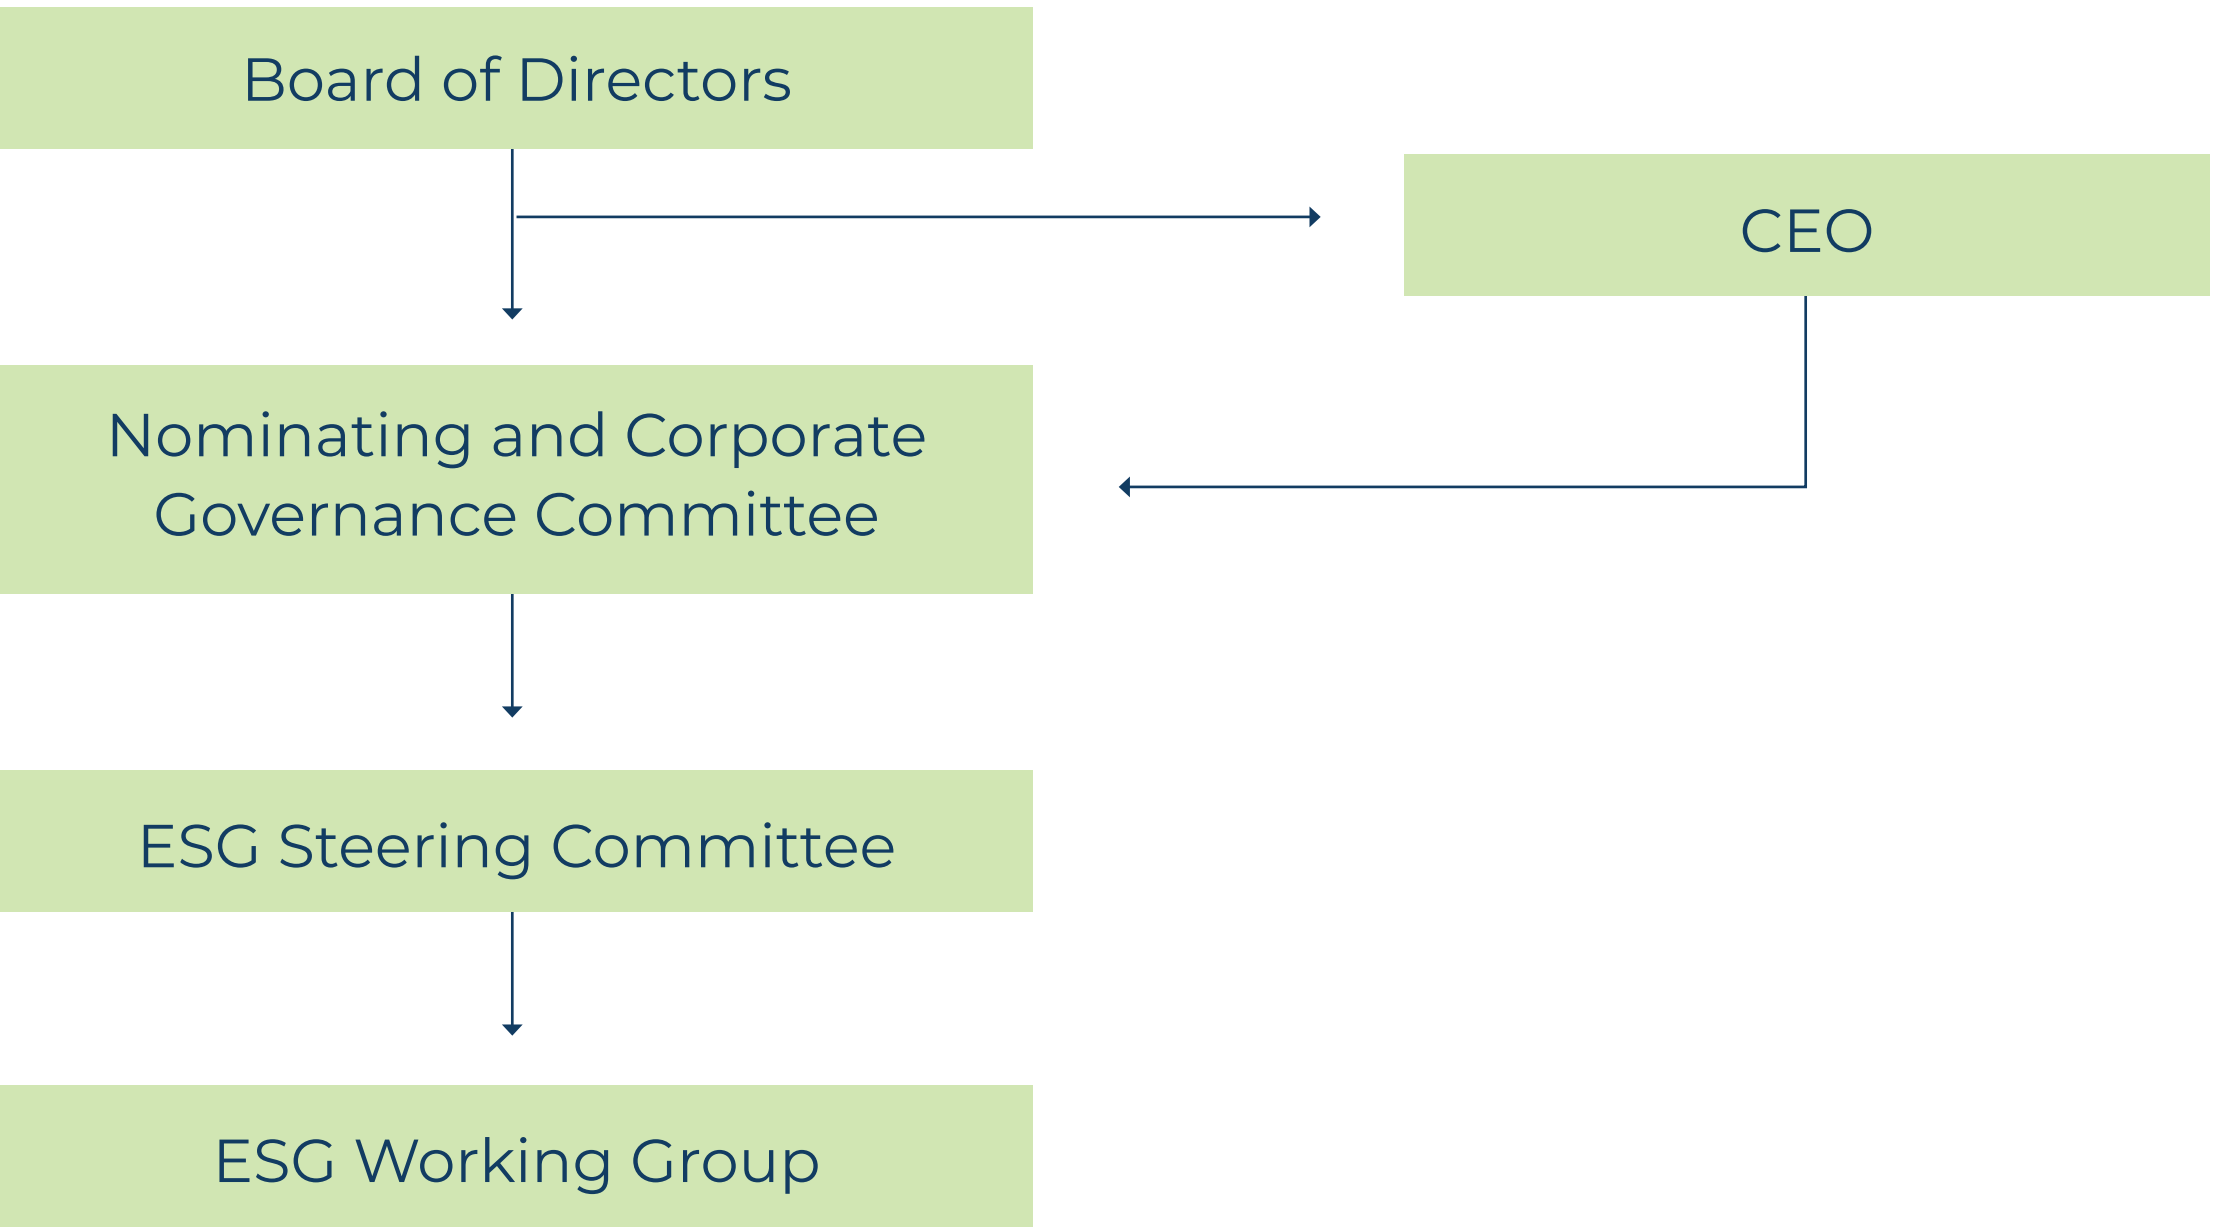 Board of Directors
CEO
Nominating and Corporate
Governance Committee
ESG Steering Committee
ESG Working Group